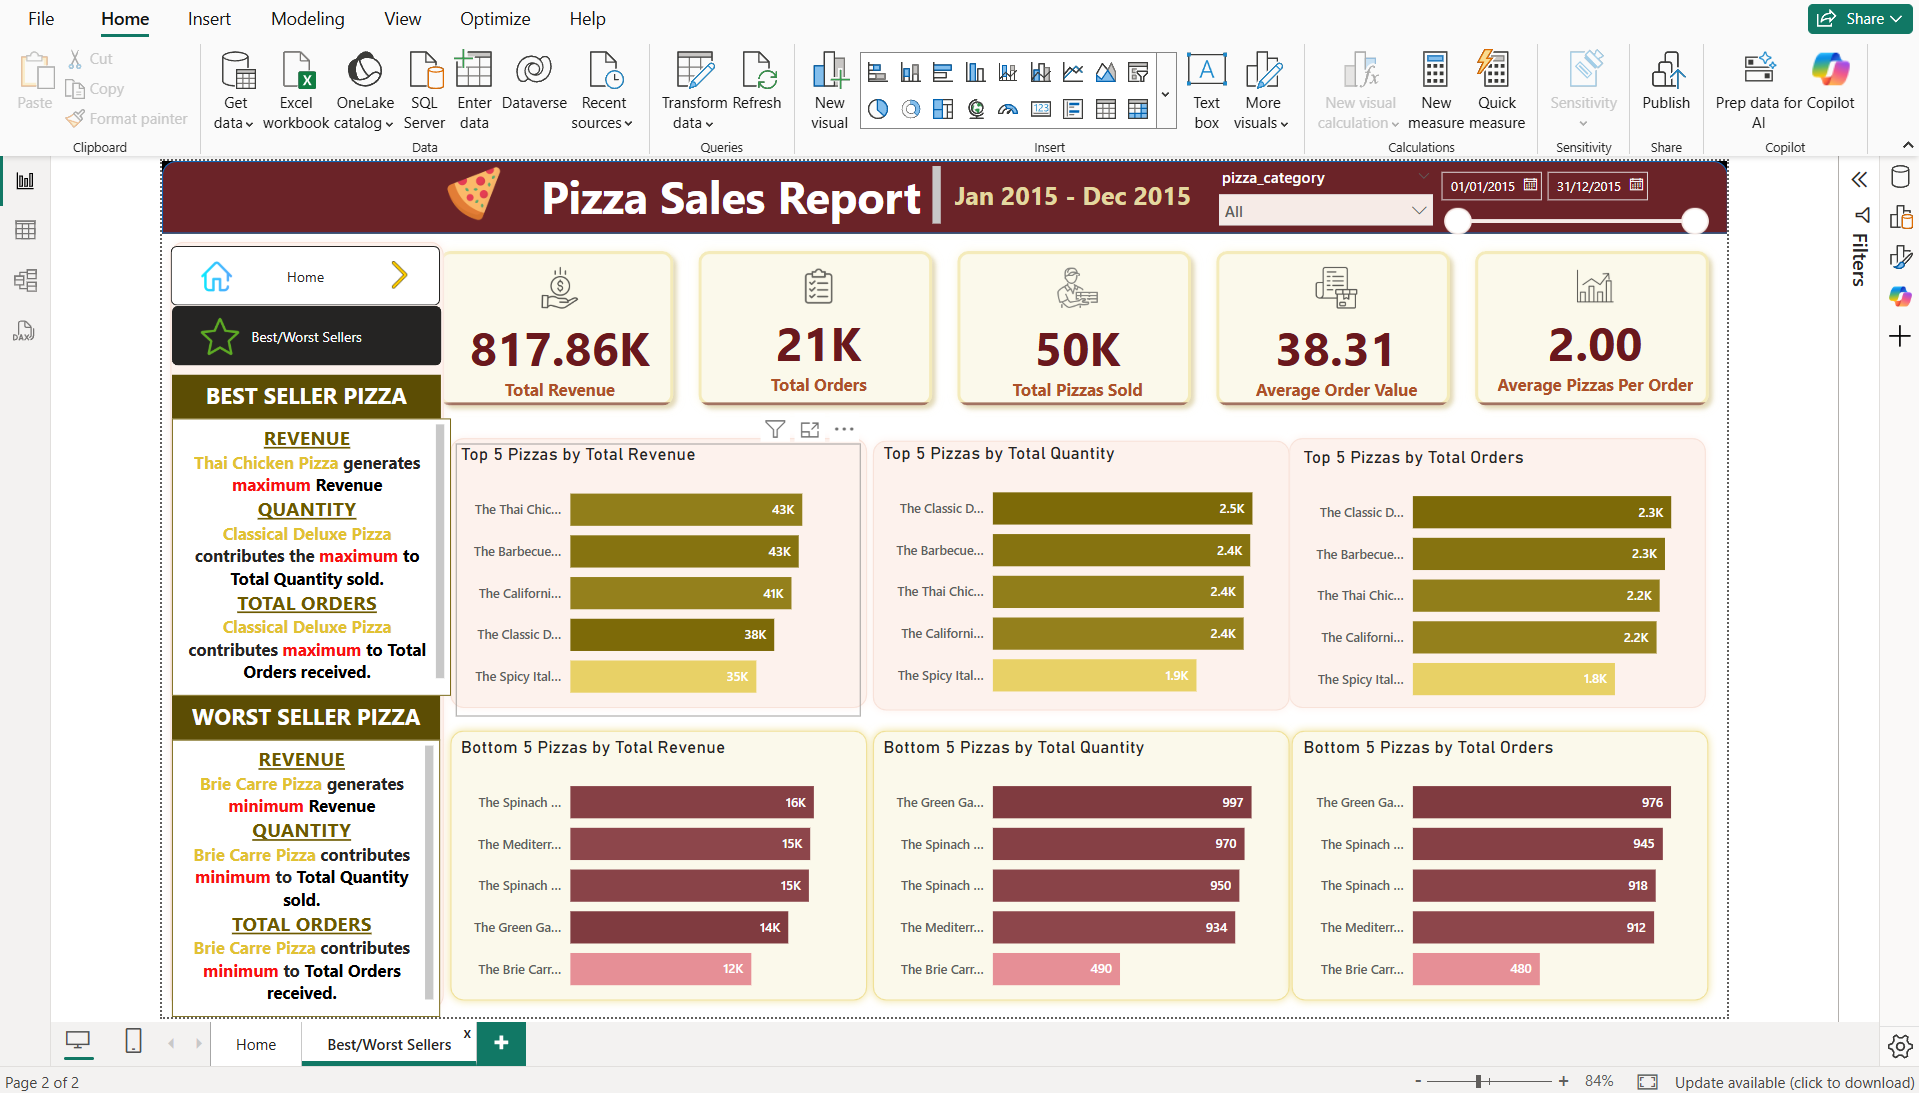 File Home Insert Modeling View Optimize Help
Share
Paste
Cut
Copy
Format painter
Clipboard
Get data
Excel workbook
OneLake catalog
SQL Server
Enter data
Dataverse
Recent sources
Data
Transform data
Refresh
Queries
New visual
Text box
More visuals
Insert
New visual calculation
New measure
Quick measure
Calculations
Sensitivity
Sensitivity
Publish
Share
Prep data for AI
Copilot
Copilot
Pizza Sales Report
Jan 2015 - Dec 2015
pizza_category
All
01/01/2015
31/12/2015
Filters
Home
Best/Worst Sellers
817.86K
Total Revenue
21K
Total Orders
50K
Total Pizzas Sold
38.31
Average Order Value
2.00
Average Pizzas Per Order
BEST SELLER PIZZA
REVENUE
Thai Chicken Pizza generates
maximum Revenue
QUANTITY
Classical Deluxe Pizza
contributes the maximum to
Total Quantity sold.
TOTAL ORDERS
Classical Deluxe Pizza
contributes maximum to Total
Orders received.
WORST SELLER PIZZA
REVENUE
Brie Carre Pizza generates
minimum Revenue
QUANTITY
Brie Carre Pizza contributes
minimum to Total Quantity
sold.
TOTAL ORDERS
Brie Carre Pizza contributes
minimum to Total Orders
received.
Top 5 Pizzas by Total Revenue
The Thai Chic... 43K
The Barbecue... 43K
The Californi... 41K
The Classic D... 38K
The Spicy Ital... 35K
Top 5 Pizzas by Total Quantity
The Classic D... 2.5K
The Barbecue... 2.4K
The Thai Chic... 2.4K
The Californi... 2.4K
The Spicy Ital... 1.9K
Top 5 Pizzas by Total Orders
The Classic D... 2.3K
The Barbecue... 2.3K
The Thai Chic... 2.2K
The Californi... 2.2K
The Spicy Ital... 1.8K
Bottom 5 Pizzas by Total Revenue
The Spinach ... 16K
The Mediterr... 15K
The Spinach ... 15K
The Green Ga... 14K
The Brie Carr... 12K
Bottom 5 Pizzas by Total Quantity
The Green Ga... 997
The Spinach ... 970
The Spinach ... 950
The Mediterr... 934
The Brie Carr... 490
Bottom 5 Pizzas by Total Orders
The Green Ga... 976
The Spinach ... 945
The Spinach ... 918
The Mediterr... 912
The Brie Carr... 480
Home
Best/Worst Sellers x
+
Page 2 of 2
- + 84%
Update available (click to download)